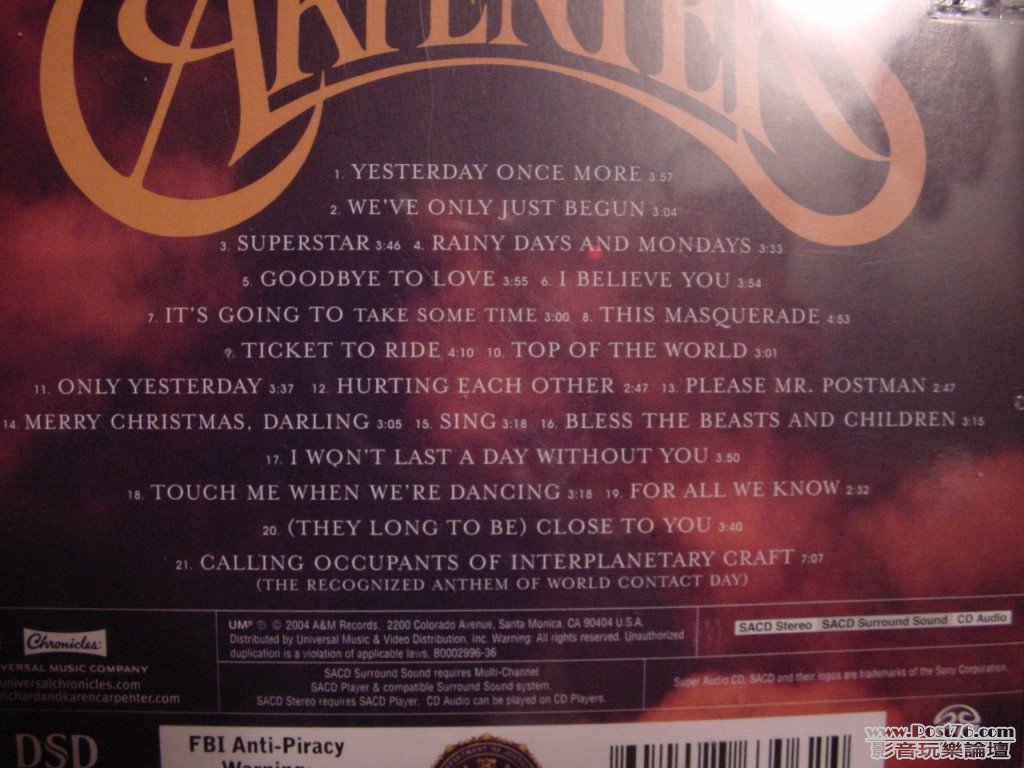 CARPENTERS
1. YESTERDAY ONCE MORE 3:57
2. WE'VE ONLY JUST BEGUN 3:04
3. SUPERSTAR 3:46 4. RAINY DAYS AND MONDAYS 3:33
5. GOODBYE TO LOVE 3:55 6. I BELIEVE YOU 3:54
7. IT'S GOING TO TAKE SOME TIME 3:00 8. THIS MASQUERADE 4:53
9. TICKET TO RIDE 4:10 10. TOP OF THE WORLD 3:01
11. ONLY YESTERDAY 3:37 12. HURTING EACH OTHER 2:47 13. PLEASE MR. POSTMAN 2:47
14. MERRY CHRISTMAS, DARLING 3:05 15. SING 3:18 16. BLESS THE BEASTS AND CHILDREN 3:15
17. I WON'T LAST A DAY WITHOUT YOU 3:50
18. TOUCH ME WHEN WE'RE DANCING 3:18 19. FOR ALL WE KNOW 2:32
20. (THEY LONG TO BE) CLOSE TO YOU 3:40
21. CALLING OCCUPANTS OF INTERPLANETARY CRAFT 7:07
(THE RECOGNIZED ANTHEM OF WORLD CONTACT DAY)
Chronicles
VERSAL MUSIC COMPANY
universalchronicles.com
richardandkarencarpenter.com
UMe ℗ © 2004 A&M Records, 2200 Colorado Avenue, Santa Monica, CA 90404 U.S.A.
Distributed by Universal Music & Video Distribution, Inc. Warning: All rights reserved. Unauthorized
duplication is a violation of applicable laws. B0002996-36
SACD Stereo SACD Surround Sound CD Audio
SACD Surround Sound requires Multi-Channel
SACD Player & compatible Surround Sound system.
SACD Stereo requires SACD Player. CD Audio can be played on CD Players.
Super Audio CD, SACD and their logos are trademarks of the Sony Corporation.
DSD
FBI Anti-Piracy
Warning:
www.Post76.com
影音玩樂論壇